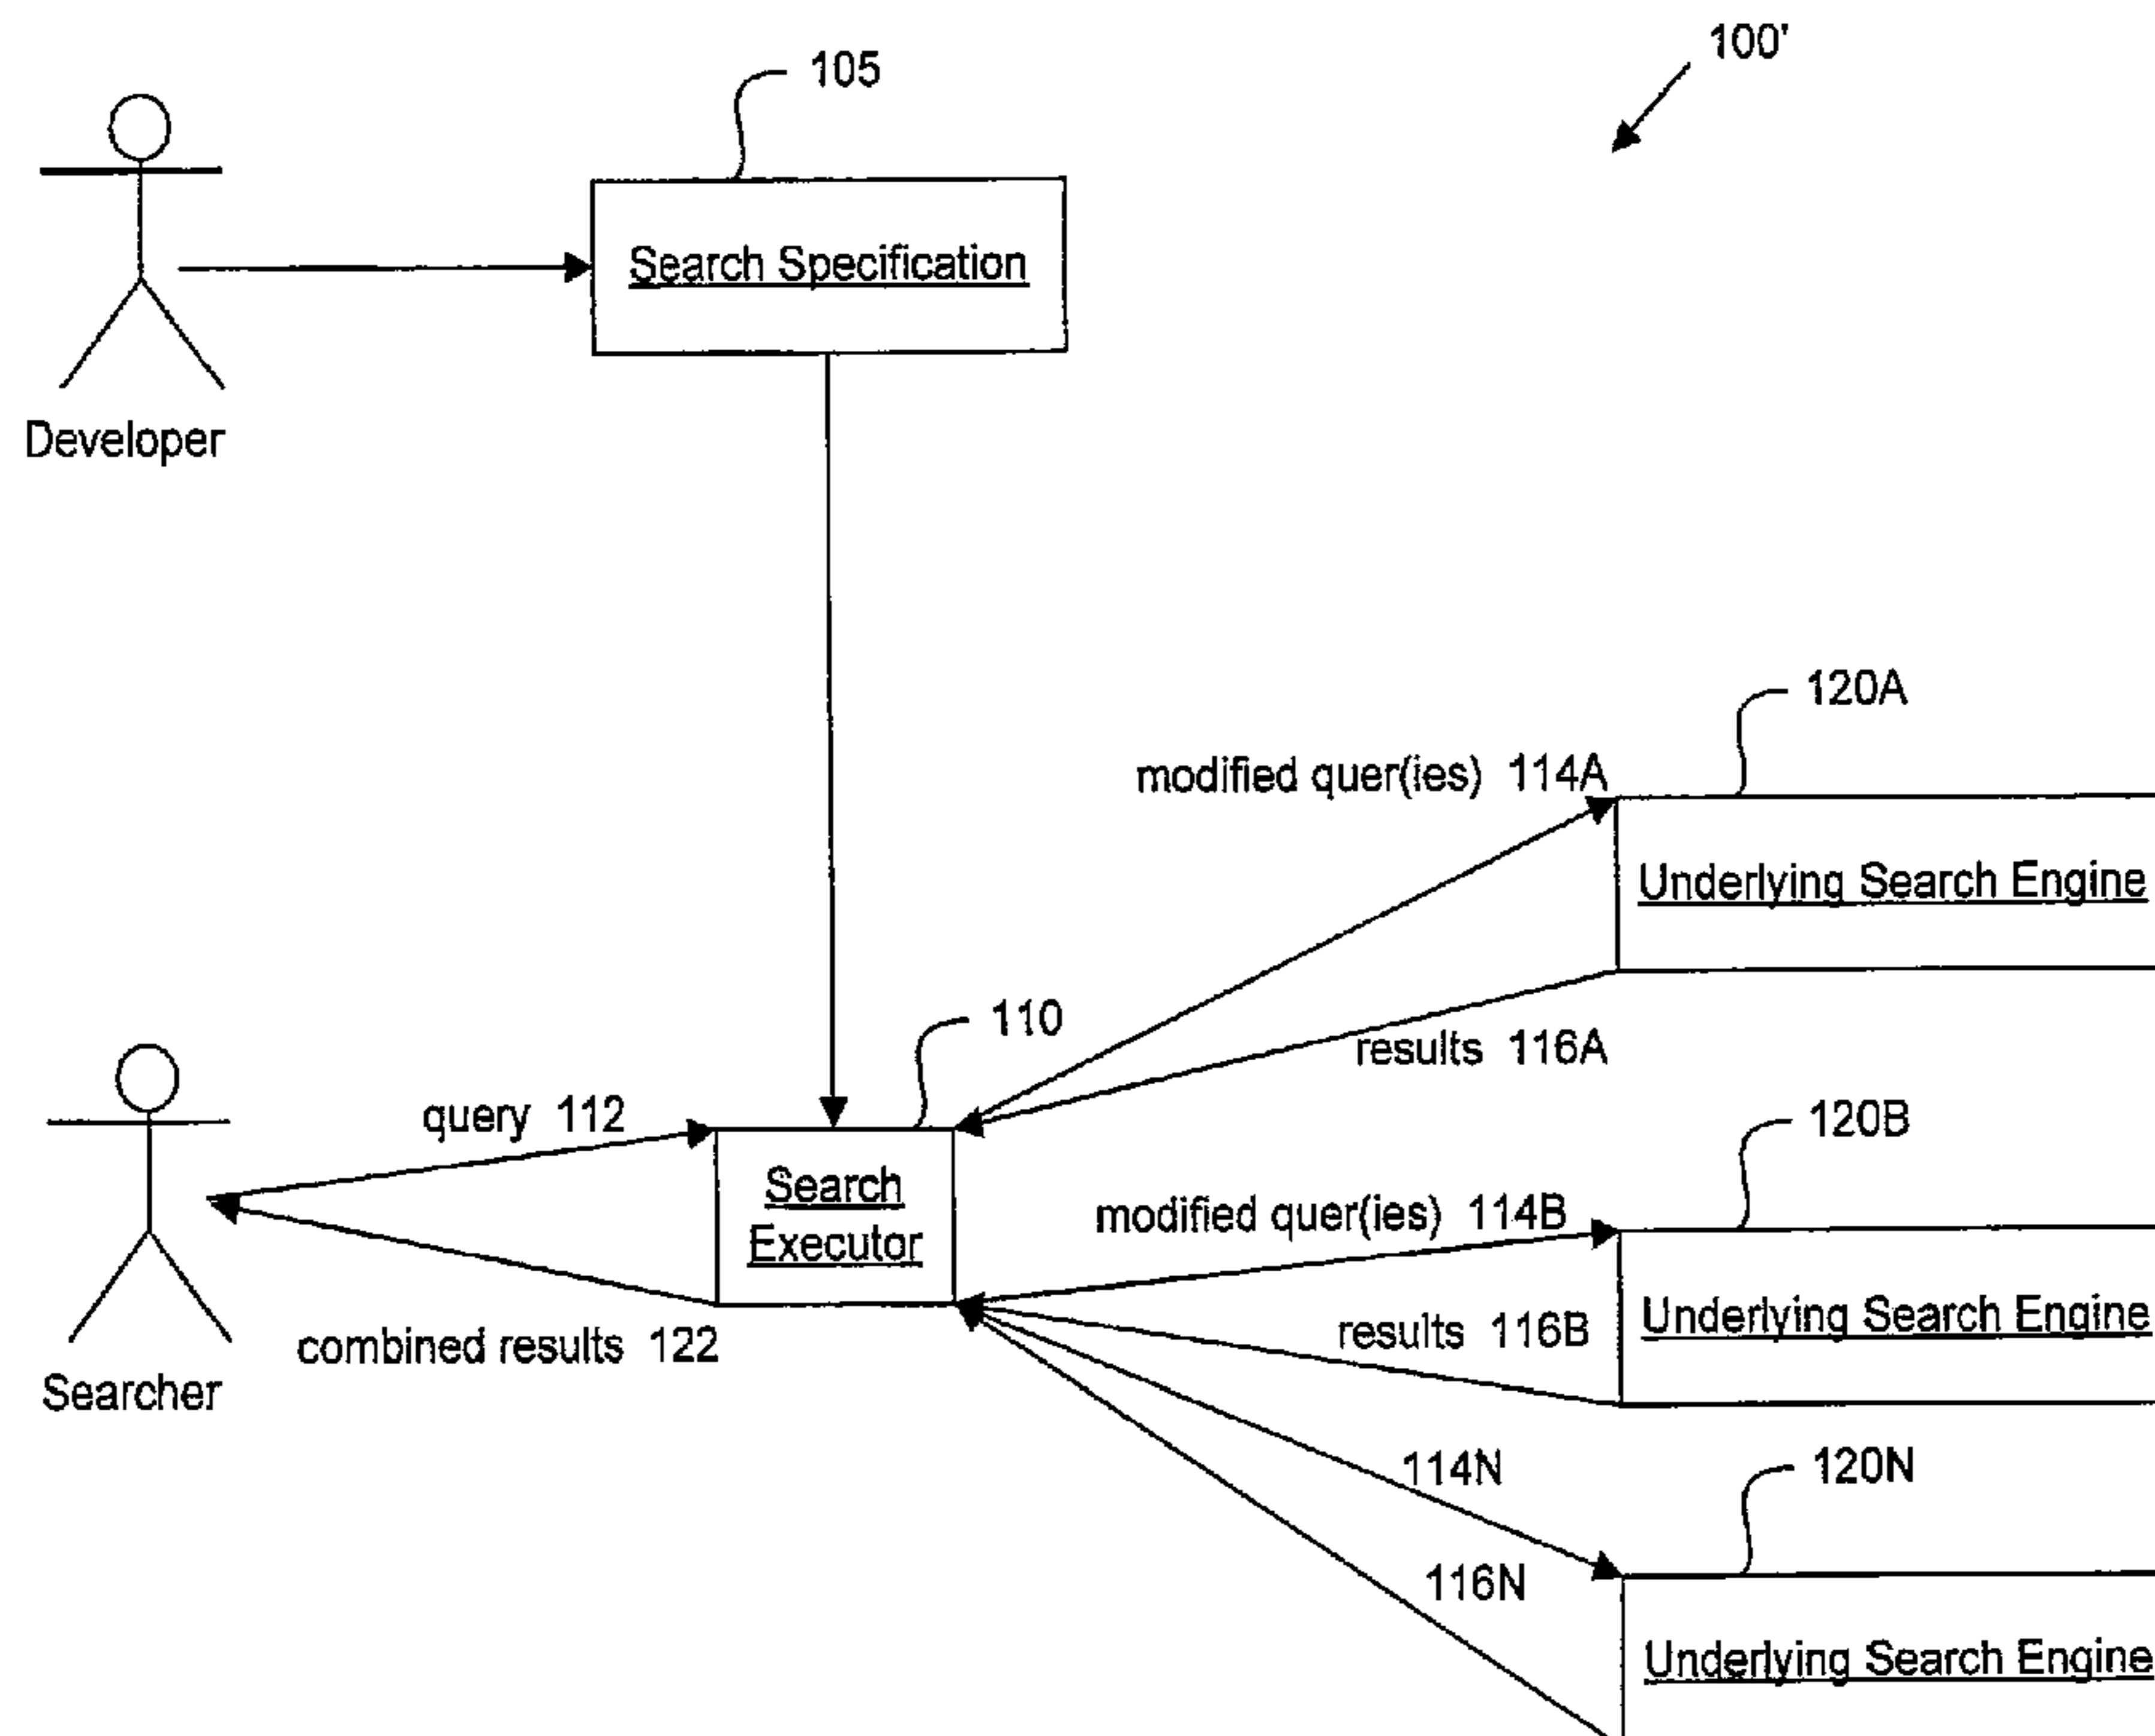 100'
105
Search Specification
Developer
120A
modified quer(ies) 114A
Underlying Search Engine
110
results 116A
query 112
120B
Search
Executor
modified quer(ies) 114B
results 116B
Underlying Search Engine
combined results 122
Searcher
114N
120N
116N
Underlying Search Engine